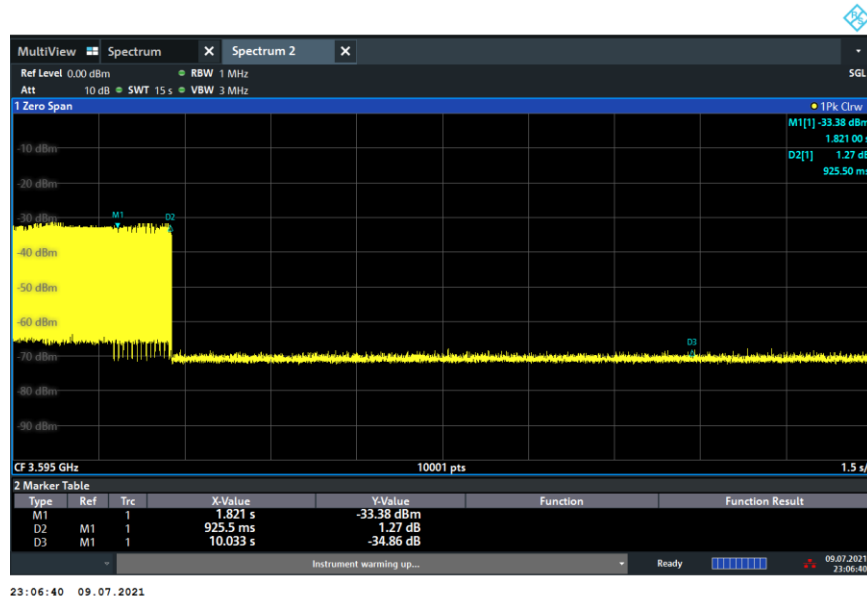 MultiView Spectrum X Spectrum 2 X
Ref Level 0.00 dBm RBW 1 MHz SGL
Att 10 dB SWT 15 s VBW 3 MHz
1 Zero Span 1Pk Clrw
M1[1] -33.38 dBm
1.821 00 s
-10 dBm
D2[1] 1.27 dB
925.50 ms
-20 dBm
-30 dBm
M1 D2
-40 dBm
-50 dBm
-60 dBm
D3
-70 dBm
-80 dBm
-90 dBm
CF 3.595 GHz 10001 pts 1.5 s/
2 Marker Table
Type Ref Trc X-Value Y-Value Function Function Result
M1 1 1.821 s -33.38 dBm
D2 M1 1 925.5 ms 1.27 dB
D3 M1 1 10.033 s -34.86 dB
Instrument warming up... Ready 09.07.2021
23:06:40
23:06:40 09.07.2021